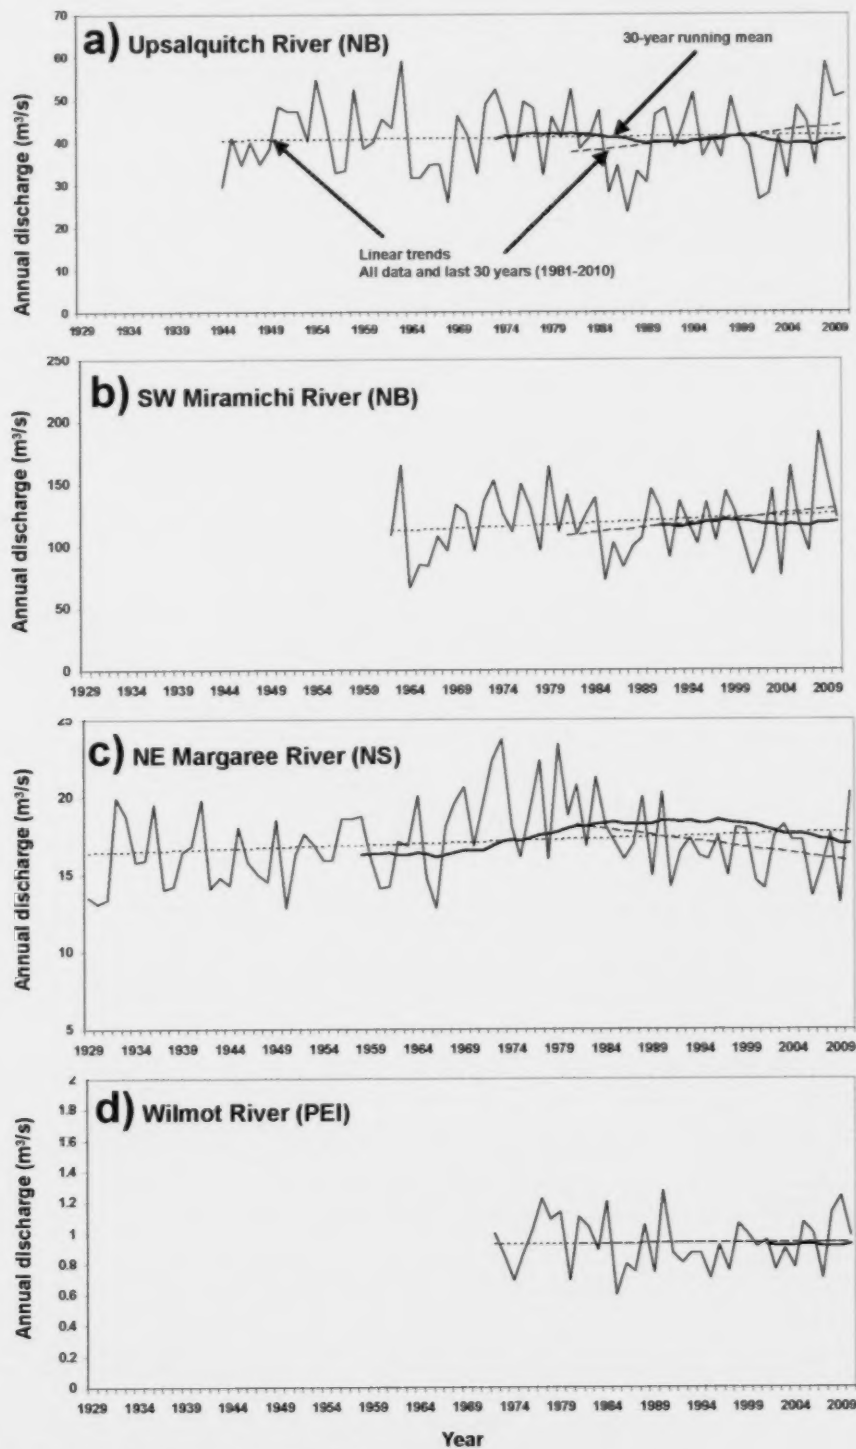 a) Upsalquitch River (NB)
30-year running mean
Linear trends
All data and last 30 years (1981-2010)
Annual discharge (m³/s)
70
60
50
40
30
20
10
0
1929 1934 1939 1944 1949 1954 1959 1964 1969 1974 1979 1984 1989 1994 1999 2004 2009
b) SW Miramichi River (NB)
Annual discharge (m³/s)
250
200
150
100
50
0
1929 1934 1939 1944 1949 1954 1959 1964 1969 1974 1979 1984 1989 1994 1999 2004 2009
c) NE Margaree River (NS)
Annual discharge (m³/s)
25
20
15
10
5
1929 1934 1939 1944 1949 1954 1959 1964 1969 1974 1979 1984 1989 1994 1999 2004 2009
d) Wilmot River (PEI)
Annual discharge (m³/s)
2
1.8
1.6
1.4
1.2
1
0.8
0.6
0.4
0.2
0
1929 1934 1939 1944 1949 1954 1959 1964 1969 1974 1979 1984 1989 1994 1999 2004 2009
Year